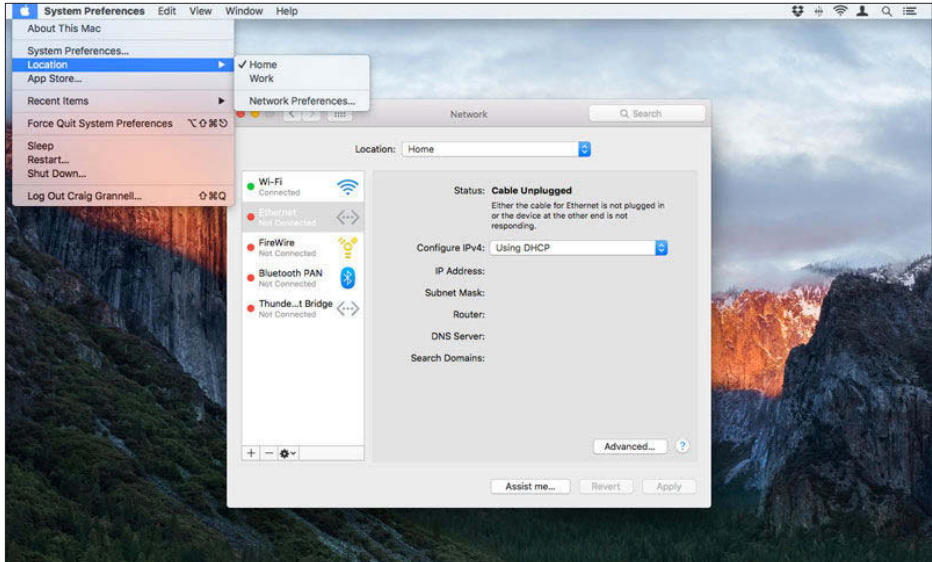 System Preferences Edit View Window Help
About This Mac
System Preferences...
Location
App Store...
Recent Items
Force Quit System Preferences ⌥⇧⌘⎋
Sleep
Restart...
Shut Down...
Log Out Craig Grannell... ⇧⌘Q
✓ Home
Work
Network Preferences...
Network
Search
Location: Home
Wi-Fi
Connected
Ethernet
Not Connected
FireWire
Not Connected
Bluetooth PAN
Not Connected
Thunde...t Bridge
Not Connected
Status: Cable Unplugged
Either the cable for Ethernet is not plugged in
or the device at the other end is not
responding.
Configure IPv4: Using DHCP
IP Address:
Subnet Mask:
Router:
DNS Server:
Search Domains:
Advanced... ?
Assist me... Revert Apply